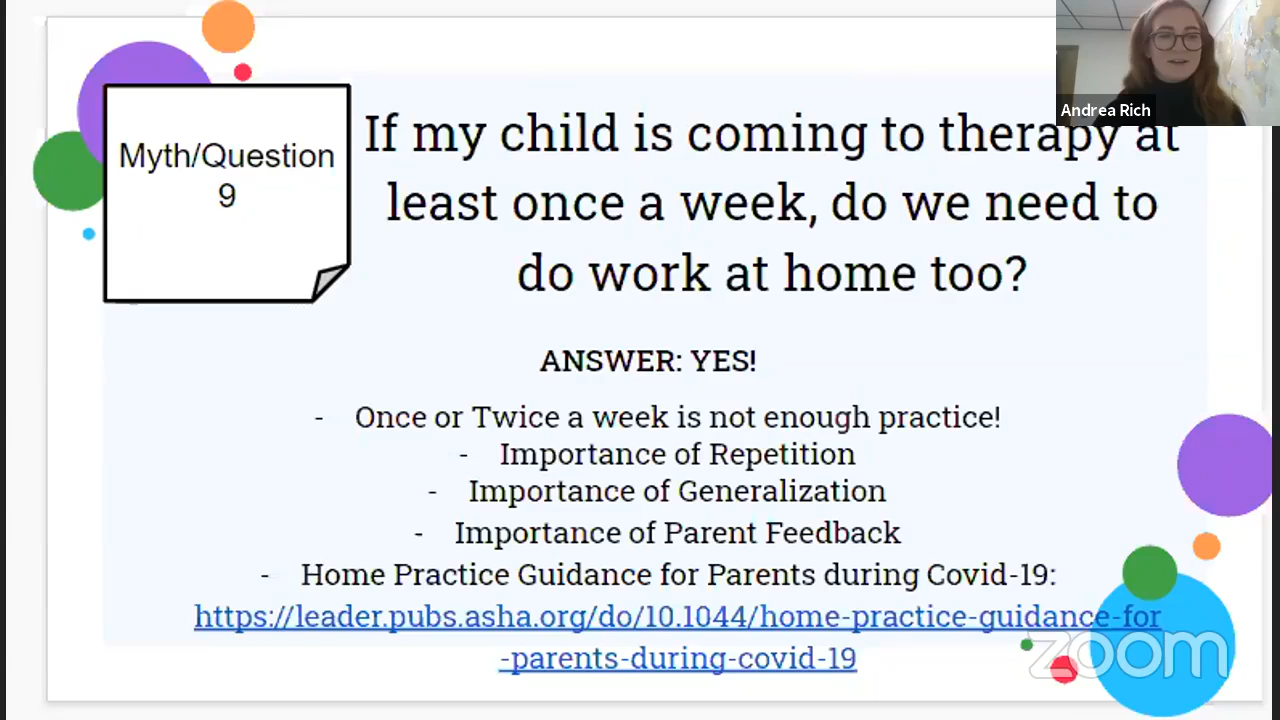 Andrea Rich
Myth/Question
9
If my child is coming to therapy at
least once a week, do we need to
do work at home too?
ANSWER: YES!
- Once or Twice a week is not enough practice!
- Importance of Repetition
- Importance of Generalization
- Importance of Parent Feedback
- Home Practice Guidance for Parents during Covid-19:
https://leader.pubs.asha.org/do/10.1044/home-practice-guidance-for
-parents-during-covid-19
zoom